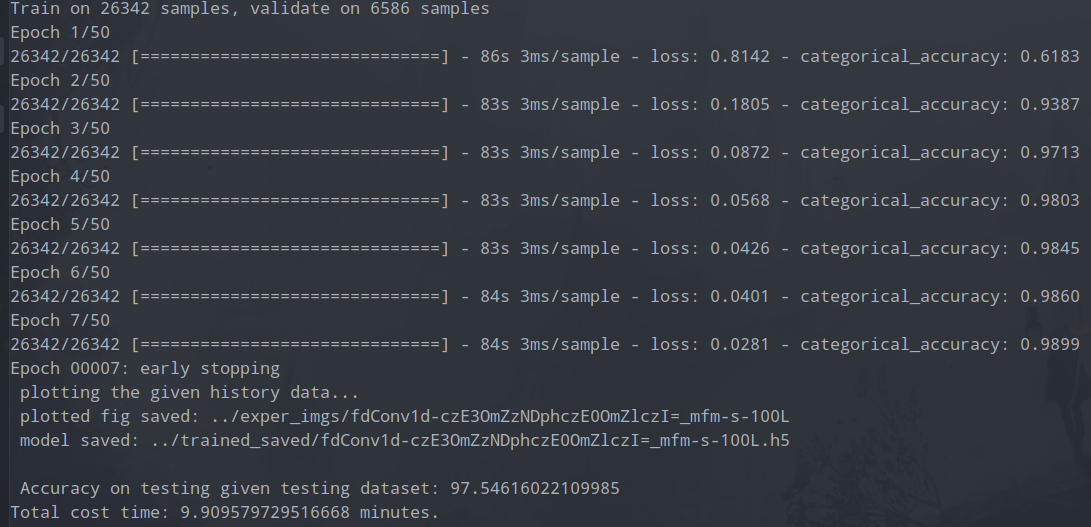 Train on 26342 samples, validate on 6586 samples
Epoch 1/50
26342/26342 [==============================] - 86s 3ms/sample - loss: 0.8142 - categorical_accuracy: 0.6183
Epoch 2/50
26342/26342 [==============================] - 83s 3ms/sample - loss: 0.1805 - categorical_accuracy: 0.9387
Epoch 3/50
26342/26342 [==============================] - 83s 3ms/sample - loss: 0.0872 - categorical_accuracy: 0.9713
Epoch 4/50
26342/26342 [==============================] - 83s 3ms/sample - loss: 0.0568 - categorical_accuracy: 0.9803
Epoch 5/50
26342/26342 [==============================] - 83s 3ms/sample - loss: 0.0426 - categorical_accuracy: 0.9845
Epoch 6/50
26342/26342 [==============================] - 84s 3ms/sample - loss: 0.0401 - categorical_accuracy: 0.9860
Epoch 7/50
26342/26342 [==============================] - 84s 3ms/sample - loss: 0.0281 - categorical_accuracy: 0.9899
Epoch 00007: early stopping
plotting the given history data...
plotted fig saved: ../exper_imgs/fdConv1d-czE3OmZzNDphczE0OmZlczI=_mfm-s-100L
model saved: ../trained_saved/fdConv1d-czE3OmZzNDphczE0OmZlczI=_mfm-s-100L.h5
Accuracy on testing given testing dataset: 97.54616022109985
Total cost time: 9.909579729516668 minutes.